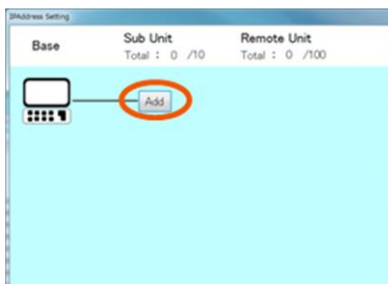 IPAddress Setting
Base
Sub Unit
Total : 0 /10
Remote Unit
Total : 0 /100
Add